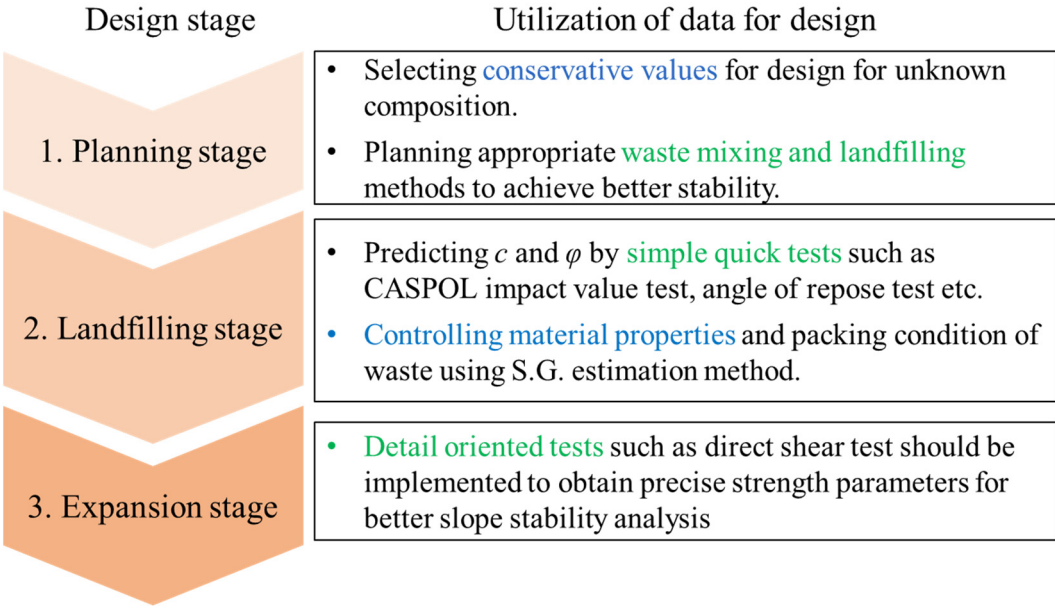 Design stage
Utilization of data for design
1. Planning stage
• Selecting conservative values for design for unknown
composition.
• Planning appropriate waste mixing and landfilling
methods to achieve better stability.
2. Landfilling stage
• Predicting c and φ by simple quick tests such as
CASPOL impact value test, angle of repose test etc.
• Controlling material properties and packing condition of
waste using S.G. estimation method.
3. Expansion stage
• Detail oriented tests such as direct shear test should be
implemented to obtain precise strength parameters for
better slope stability analysis